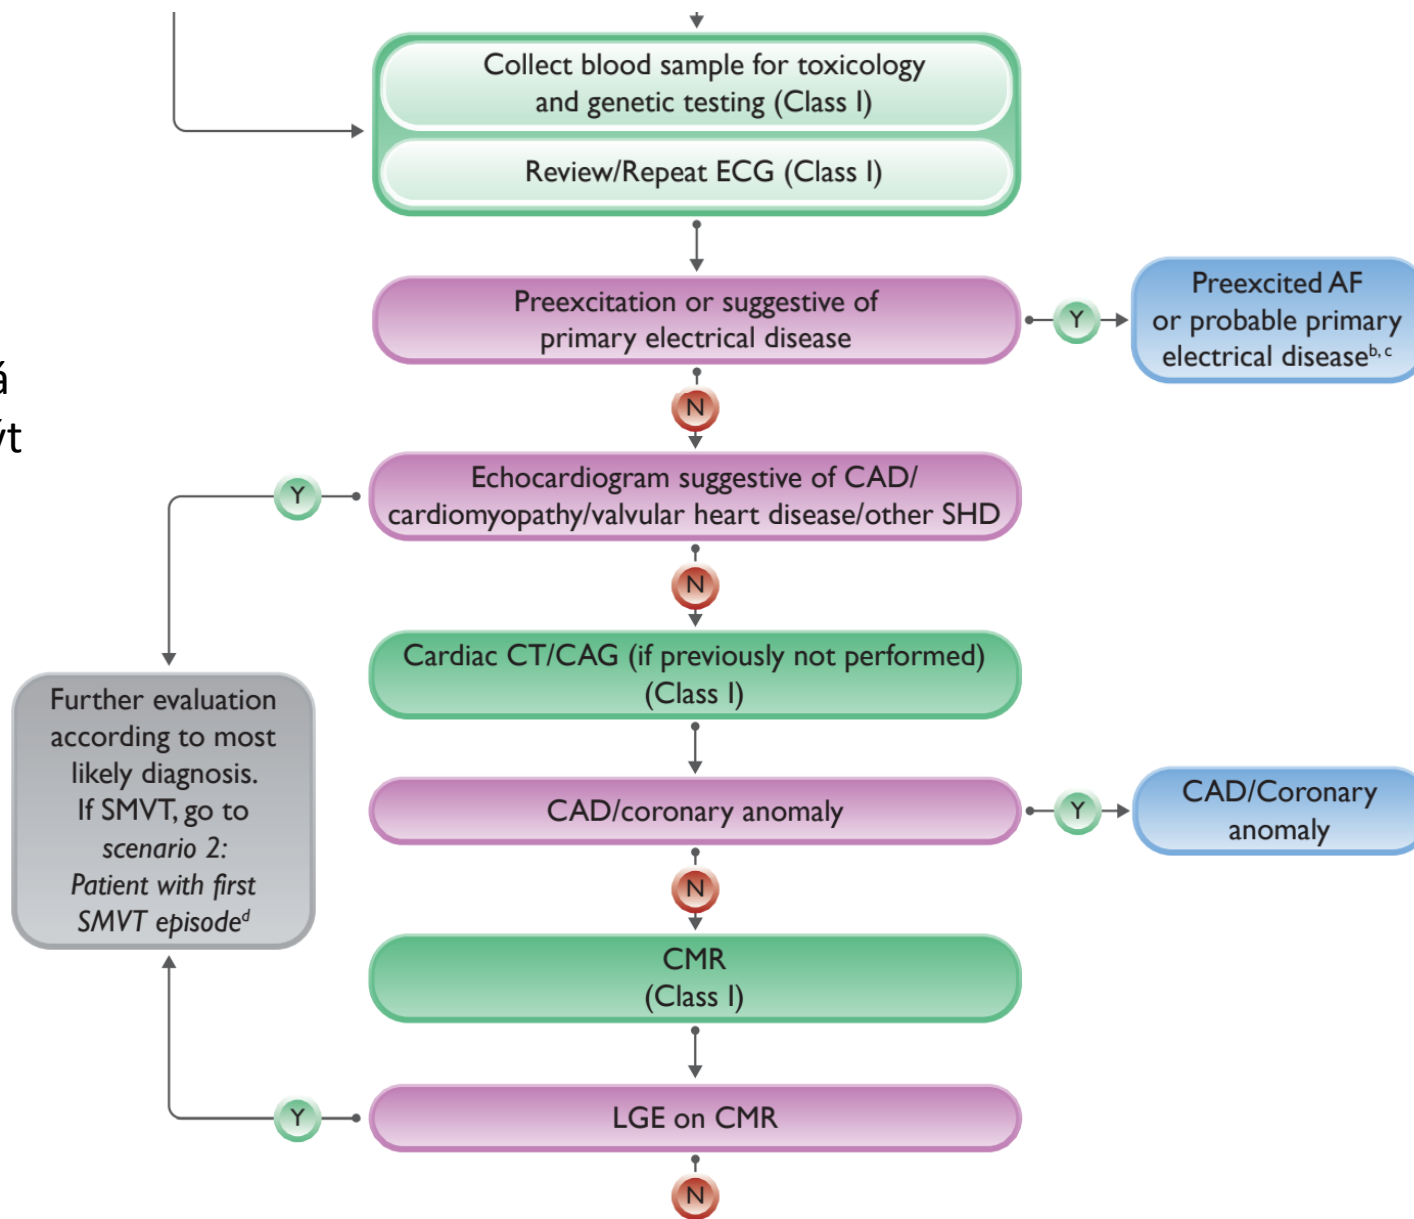 Collect blood sample for toxicology
and genetic testing (Class I)
Review/Repeat ECG (Class I)
Preexcitation or suggestive of
primary electrical disease
Y
Preexcited AF
or probable primary
electrical disease b, c
N
á
ýt
Y
Echocardiogram suggestive of CAD/
cardiomyopathy/valvular heart disease/other SHD
N
Cardiac CT/CAG (if previously not performed)
(Class I)
Further evaluation
according to most
likely diagnosis.
If SMVT, go to
scenario 2:
Patient with first
SMVT episode d
CAD/coronary anomaly
Y
CAD/Coronary
anomaly
N
CMR
(Class I)
Y
LGE on CMR
N